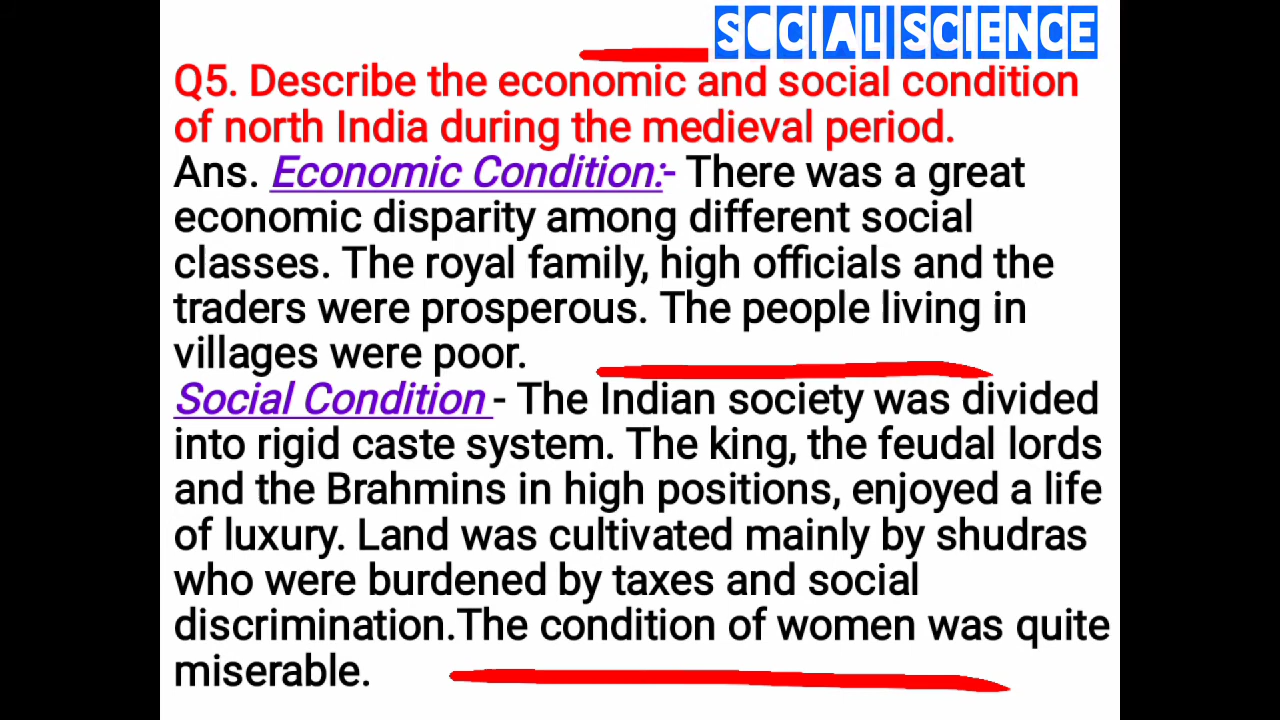 SOCIAL SCIENCE
Q5. Describe the economic and social condition
of north India during the medieval period.
Ans. Economic Condition:- There was a great
economic disparity among different social
classes. The royal family, high officials and the
traders were prosperous. The people living in
villages were poor.
Social Condition - The Indian society was divided
into rigid caste system. The king, the feudal lords
and the Brahmins in high positions, enjoyed a life
of luxury. Land was cultivated mainly by shudras
who were burdened by taxes and social
discrimination.The condition of women was quite
miserable.